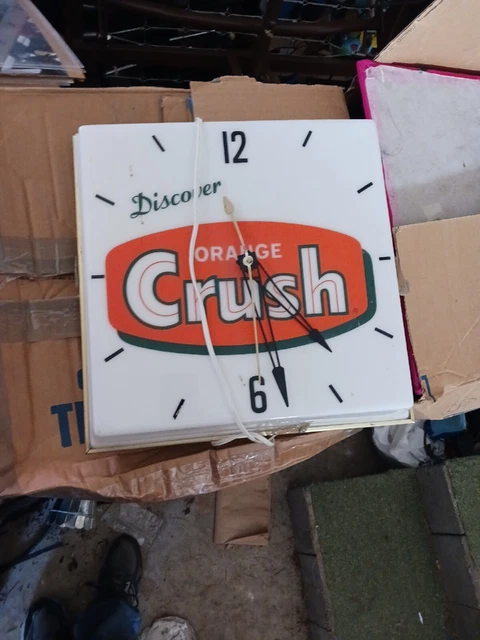 12
Discover
ORANGE
Crush
6